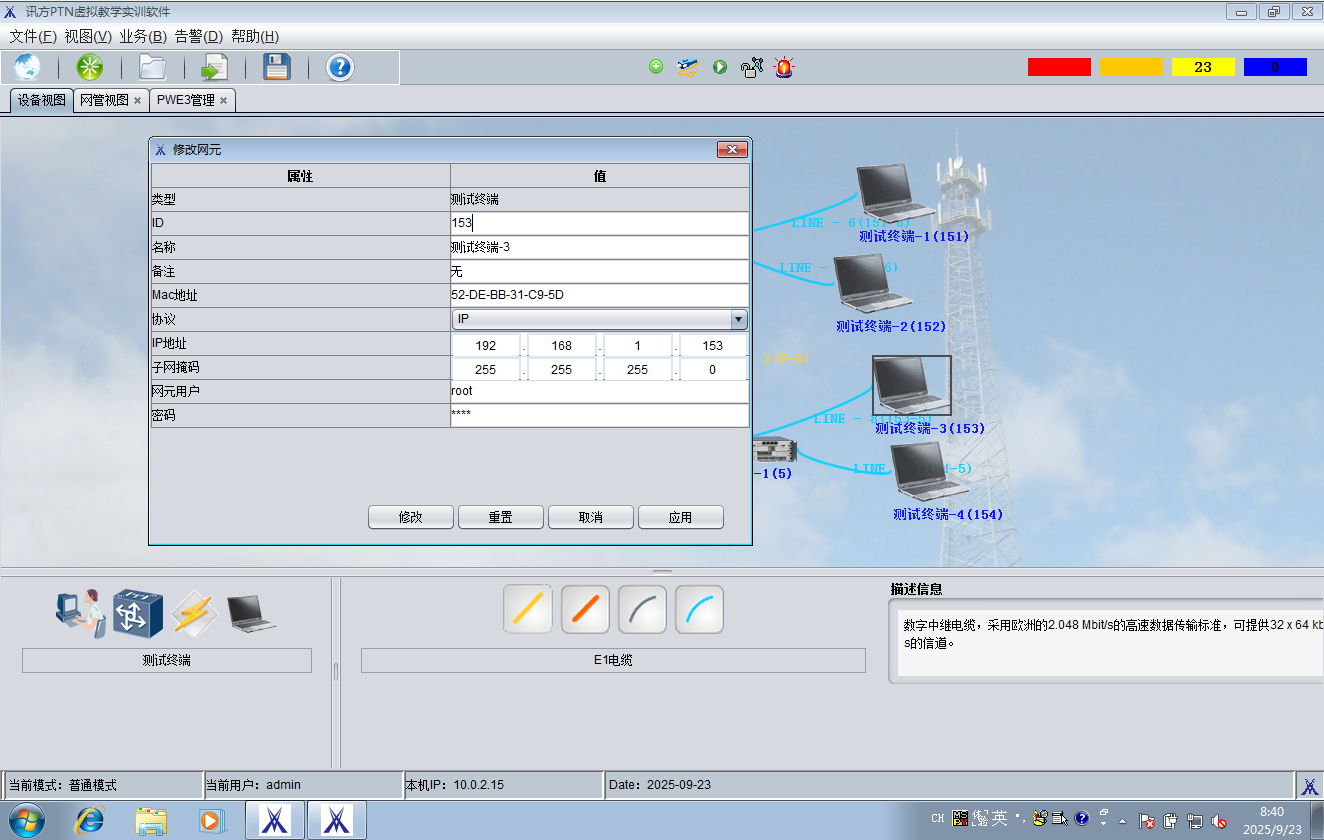 讯方PTN虚拟教学实训软件
文件(F) 视图(V) 业务(B) 告警(D) 帮助(H)
23 0
设备视图 网管视图 × PWE3管理 ×
修改网元
属性 值
类型 测试终端
ID 153
名称 测试终端-3
备注 无
Mac地址 52-DE-BB-31-C9-5D
协议 IP
IP地址 192 . 168 . 1 . 153
子网掩码 255 . 255 . 255 . 0
网元用户 root
密码 ****
修改 重置 取消 应用
LINE - 6(151-6)
测试终端-1(151)
LINE - 6)
测试终端-2(152)
LINE - 8(153-5)
测试终端-3(153)
LINE -5)
-1(5)
测试终端-4(154)
测试终端
E1电缆
描述信息
数字中继电缆，采用欧洲的2.048 Mbit/s的高速数据传输标准，可提供32 x 64 kb
s的信道。
当前模式：普通模式 当前用户：admin 本机IP：10.0.2.15 Date：2025-09-23
CH 英
8:40
2025/9/23